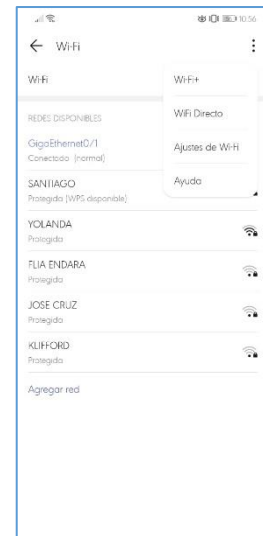 10:56
Wi-Fi
Wi-Fi
Wi-Fi+
WiFi Directo
Ajustes de Wi-Fi
Ayuda
REDES DISPONIBLES
GigaEthernet0/1
Conectado (normal)
SANTIAGO
Protegida (WPS disponible)
YOLANDA
Protegida
FLIA ENDARA
Protegida
JOSE CRUZ
Protegida
KLIFFORD
Protegida
Agregar red